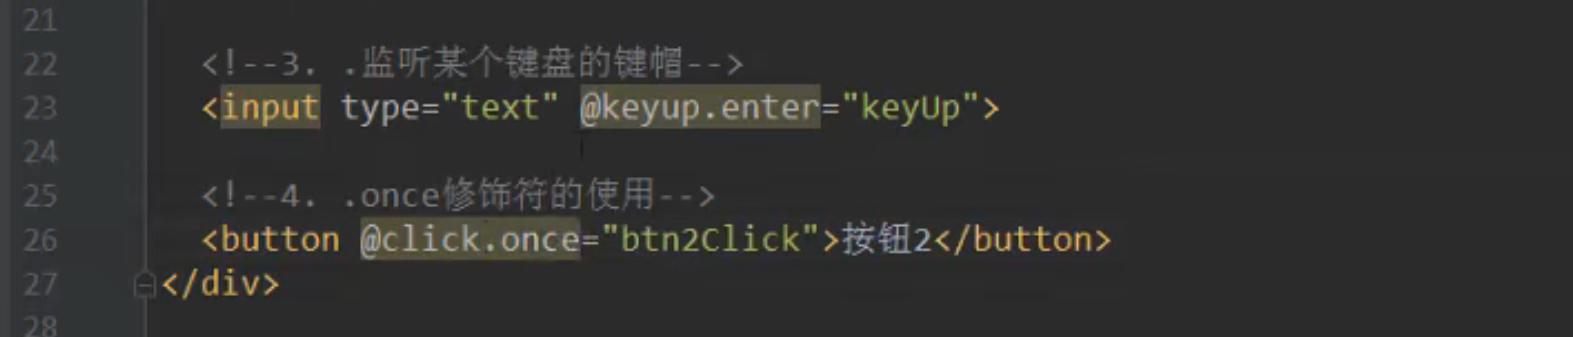 21
22 <!--3. .监听某个键盘的键帽-->
23 <input type="text" @keyup.enter="keyUp">
24
25 <!--4. .once修饰符的使用-->
26 <button @click.once="btn2Click">按钮2</button>
27 </div>
28